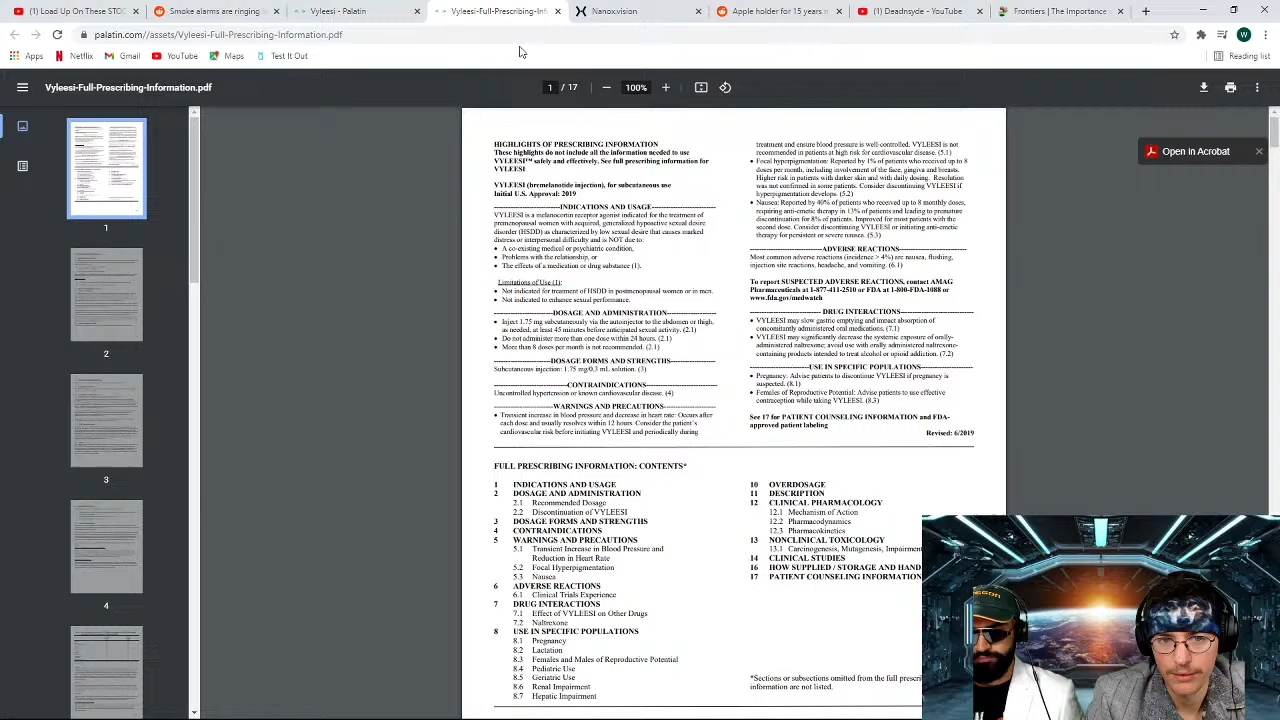 Loaded Up On These STOC
Smoke alarms are ringing
Vyleesi - Palatin
Vyleesi-Full-Prescribing-Inform
Nanoxvision
Apple holder for 15 years n
Deadnsyde - YouTube
Frontiers | The Importance
palatin.com//assets/Vyleesi-Full-Prescribing-Information.pdf
W
Apps
Netflix
Gmail
YouTube
Maps
Test It Out
Reading list
Vyleesi-Full-Prescribing-Information.pdf
1 / 17
100%
Open in Acrobat
1
2
3
4
HIGHLIGHTS OF PRESCRIBING INFORMATION
These highlights do not include all the information needed to use
VYLEESI™ safely and effectively. See full prescribing information for
VYLEESI
VYLEESI (bremelanotide injection), for subcutaneous use
Initial U.S. Approval: 2019
INDICATIONS AND USAGE
VYLEESI is a melanocortin receptor agonist indicated for the treatment of
premenopausal women with acquired, generalized hypoactive sexual desire
disorder (HSDD) as characterized by low sexual desire that causes marked
distress or interpersonal difficulty and is NOT due to:
• A co-existing medical or psychiatric condition,
• Problems with the relationship, or
• The effects of a medication or drug substance (1).
Limitations of Use (1):
• Not indicated for treatment of HSDD in postmenopausal women or in men.
• Not indicated to enhance sexual performance.
DOSAGE AND ADMINISTRATION
• Inject 1.75 mg subcutaneously via the autoinjector to the abdomen or thigh,
as needed, at least 45 minutes before anticipated sexual activity. (2.1)
• Do not administer more than one dose within 24 hours. (2.1)
• More than 8 doses per month is not recommended. (2.1)
DOSAGE FORMS AND STRENGTHS
Subcutaneous injection: 1.75 mg/0.3 mL solution. (3)
CONTRAINDICATIONS
Uncontrolled hypertension or known cardiovascular disease. (4)
WARNINGS AND PRECAUTIONS
• Transient increase in blood pressure and decrease in heart rate: Occurs after
each dose and usually resolves within 12 hours. Consider the patient's
cardiovascular risk before initiating VYLEESI and periodically during
treatment and ensure blood pressure is well-controlled. VYLEESI is not
recommended in patients at high risk for cardiovascular disease. (5.1)
• Focal hyperpigmentation: Reported by 1% of patients who received up to 8
doses per month, including involvement of the face, gingiva and breasts.
Higher risk in patients with darker skin and with daily dosing. Resolution
was not confirmed in some patients. Consider discontinuing VYLEESI if
hyperpigmentation develops. (5.2)
• Nausea: Reported by 40% of patients who received up to 8 monthly doses,
requiring anti-emetic therapy in 13% of patients and leading to premature
discontinuation for 8% of patients. Improved for most patients with the
second dose. Consider discontinuing VYLEESI or initiating anti-emetic
therapy for persistent or severe nausea. (5.3)
ADVERSE REACTIONS
Most common adverse reactions (incidence > 4%) are nausea, flushing,
injection site reactions, headache, and vomiting. (6.1)
To report SUSPECTED ADVERSE REACTIONS, contact AMAG
Pharmaceuticals at 1-877-411-2510 or FDA at 1-800-FDA-1088 or
www.fda.gov/medwatch
DRUG INTERACTIONS
• VYLEESI may slow gastric emptying and impact absorption of
concomitantly administered oral medications. (7.1)
• VYLEESI may significantly decrease the systemic exposure of orally-
administered naltrexone; avoid use with orally administered naltrexone-
containing products intended to treat alcohol or opioid addiction. (7.2)
USE IN SPECIFIC POPULATIONS
• Pregnancy: Advise patients to discontinue VYLEESI if pregnancy is
suspected. (8.1)
• Females of Reproductive Potential: Advise patients to use effective
contraception while taking VYLEESI. (8.3)
See 17 for PATIENT COUNSELING INFORMATION and FDA-
approved patient labeling
Revised: 6/2019
FULL PRESCRIBING INFORMATION: CONTENTS*
1 INDICATIONS AND USAGE
2 DOSAGE AND ADMINISTRATION
2.1 Recommended Dosage
2.2 Discontinuation of VYLEESI
3 DOSAGE FORMS AND STRENGTHS
4 CONTRAINDICATIONS
5 WARNINGS AND PRECAUTIONS
5.1 Transient Increase in Blood Pressure and
Reduction in Heart Rate
5.2 Focal Hyperpigmentation
5.3 Nausea
6 ADVERSE REACTIONS
6.1 Clinical Trials Experience
7 DRUG INTERACTIONS
7.1 Effect of VYLEESI on Other Drugs
7.2 Naltrexone
8 USE IN SPECIFIC POPULATIONS
8.1 Pregnancy
8.2 Lactation
8.3 Females and Males of Reproductive Potential
8.4 Pediatric Use
8.5 Geriatric Use
8.6 Renal Impairment
8.7 Hepatic Impairment
10 OVERDOSAGE
11 DESCRIPTION
12 CLINICAL PHARMACOLOGY
12.1 Mechanism of Action
12.2 Pharmacodynamics
12.3 Pharmacokinetics
13 NONCLINICAL TOXICOLOGY
13.1 Carcinogenesis, Mutagenesis, Impairment
14 CLINICAL STUDIES
16 HOW SUPPLIED / STORAGE AND HAND
17 PATIENT COUNSELING INFORMATION
*Sections or subsections omitted from the full prescri
information are not listed.